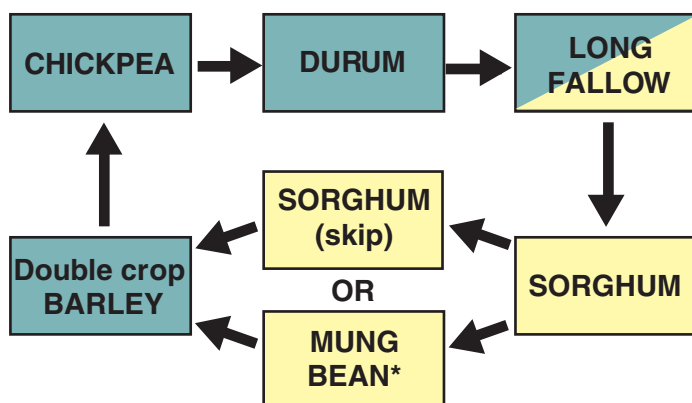 CHICKPEA
DURUM
LONG
FALLOW
SORGHUM
(skip)
OR
MUNG
BEAN*
SORGHUM
Double crop
BARLEY